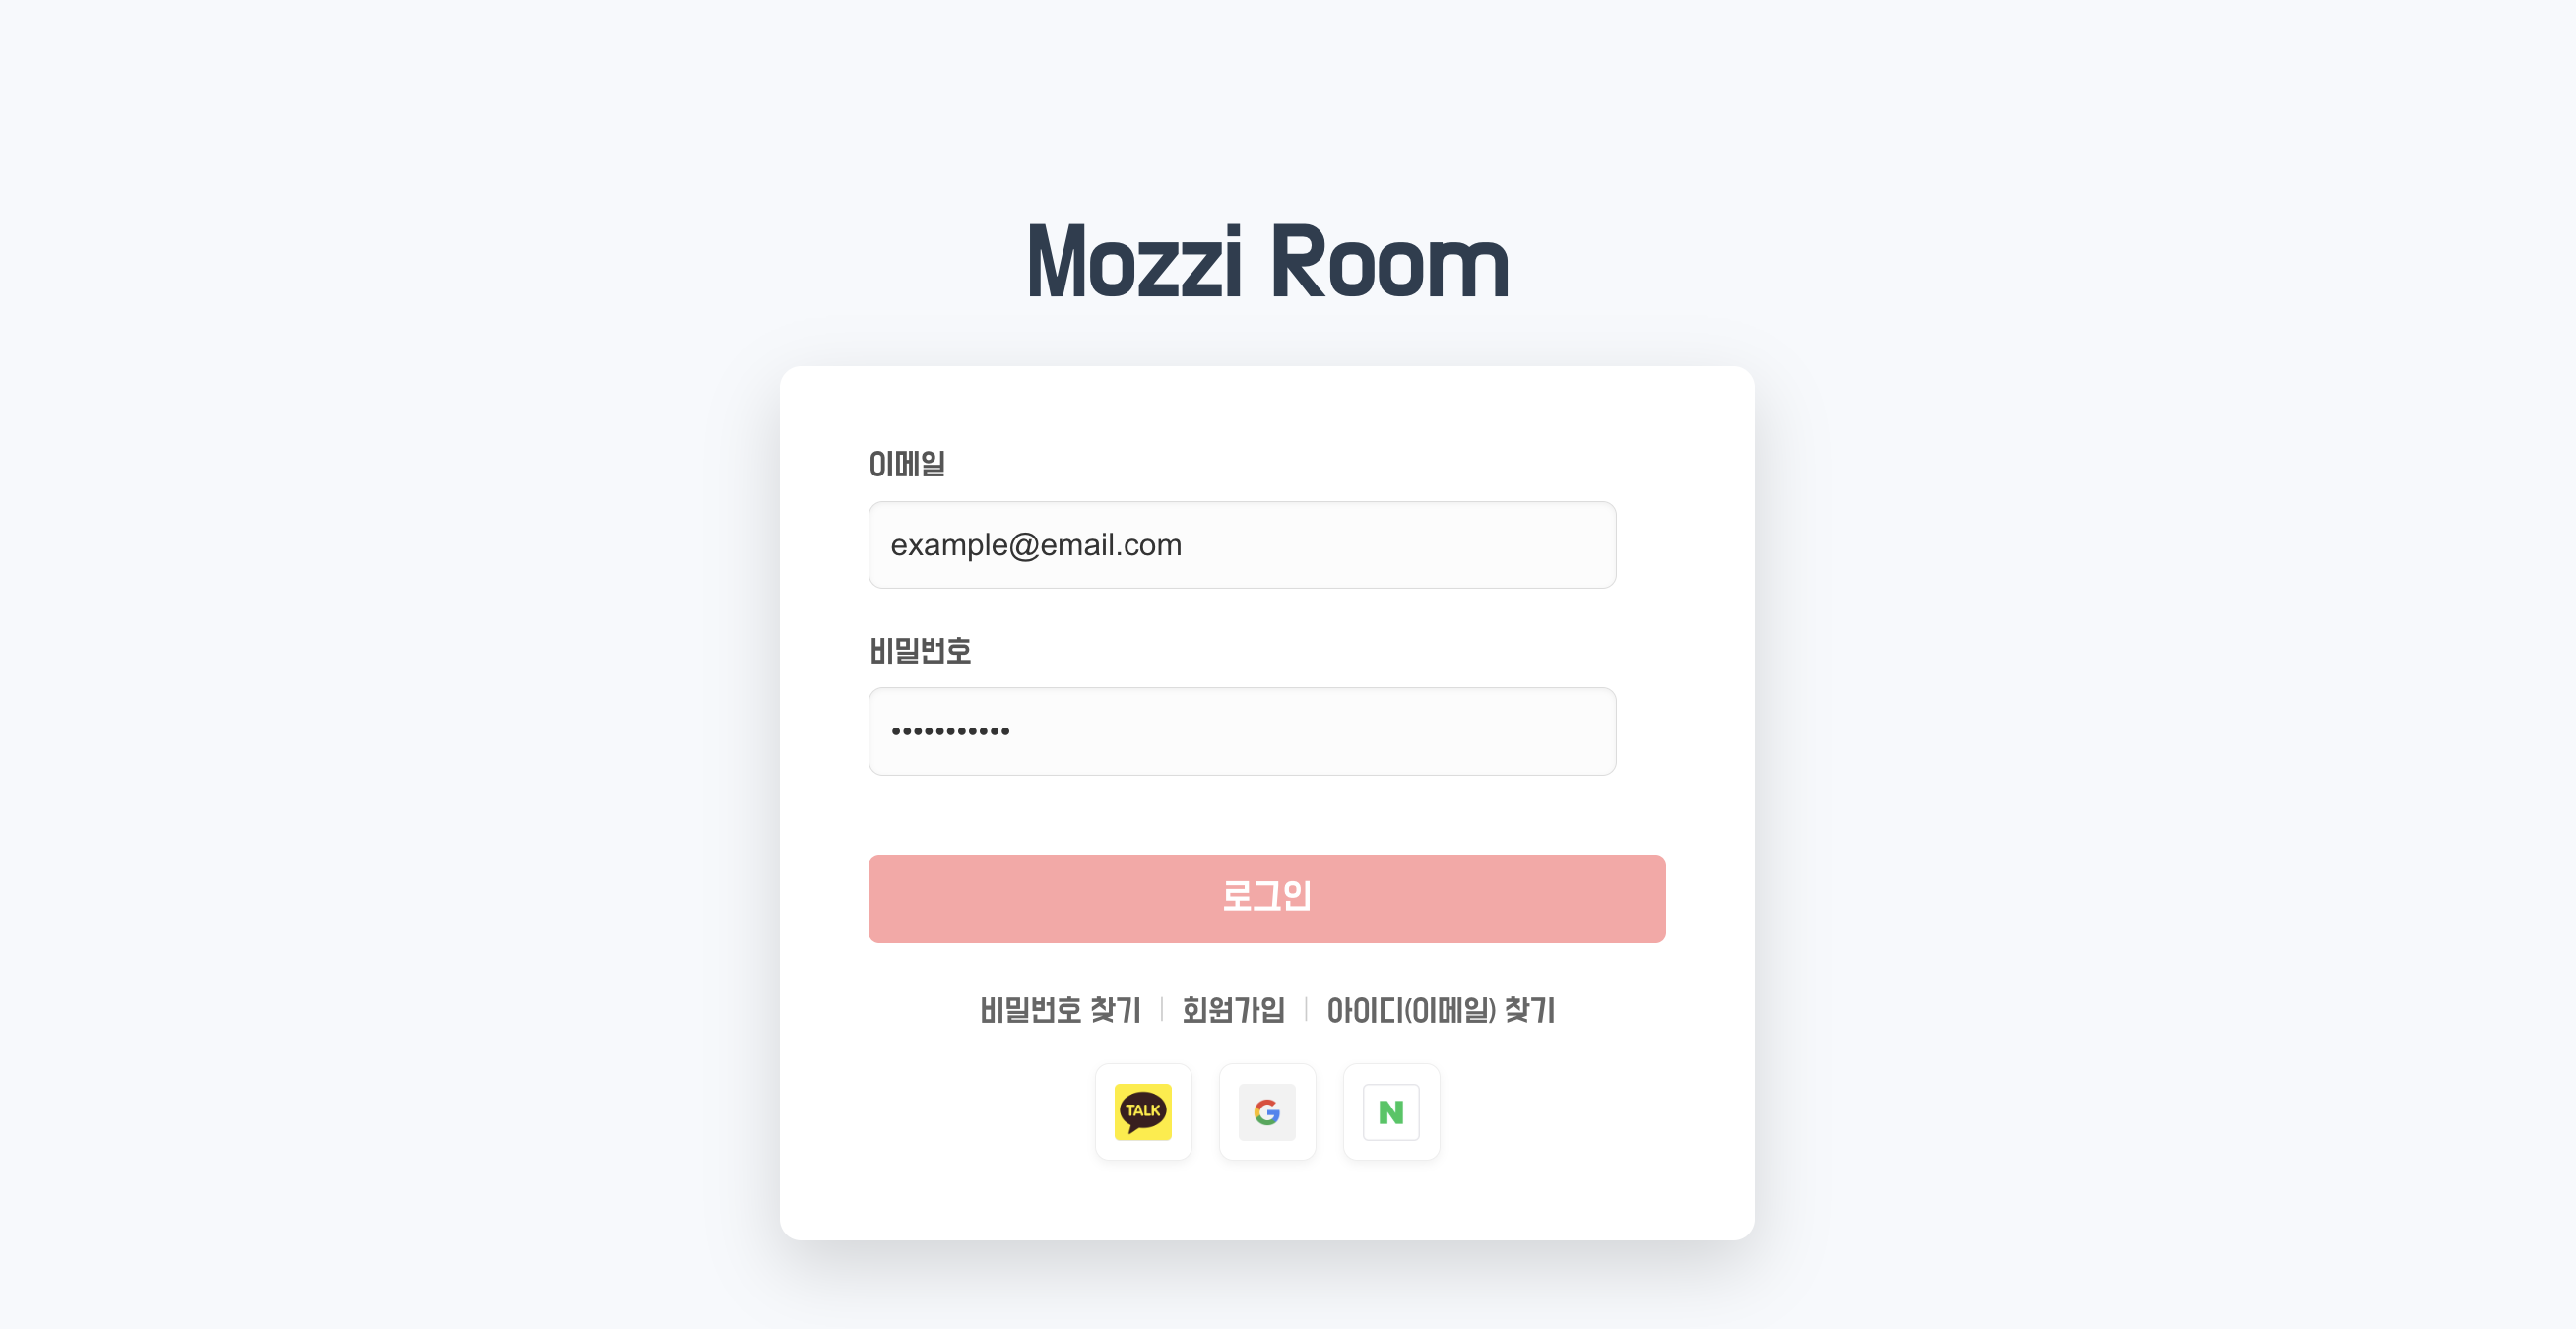 Mozzi Room
이메일
example@email.com
비밀번호
•••••••••••
로그인
비밀번호 찾기 | 회원가입 | 아이디(이메일) 찾기
TALK G N